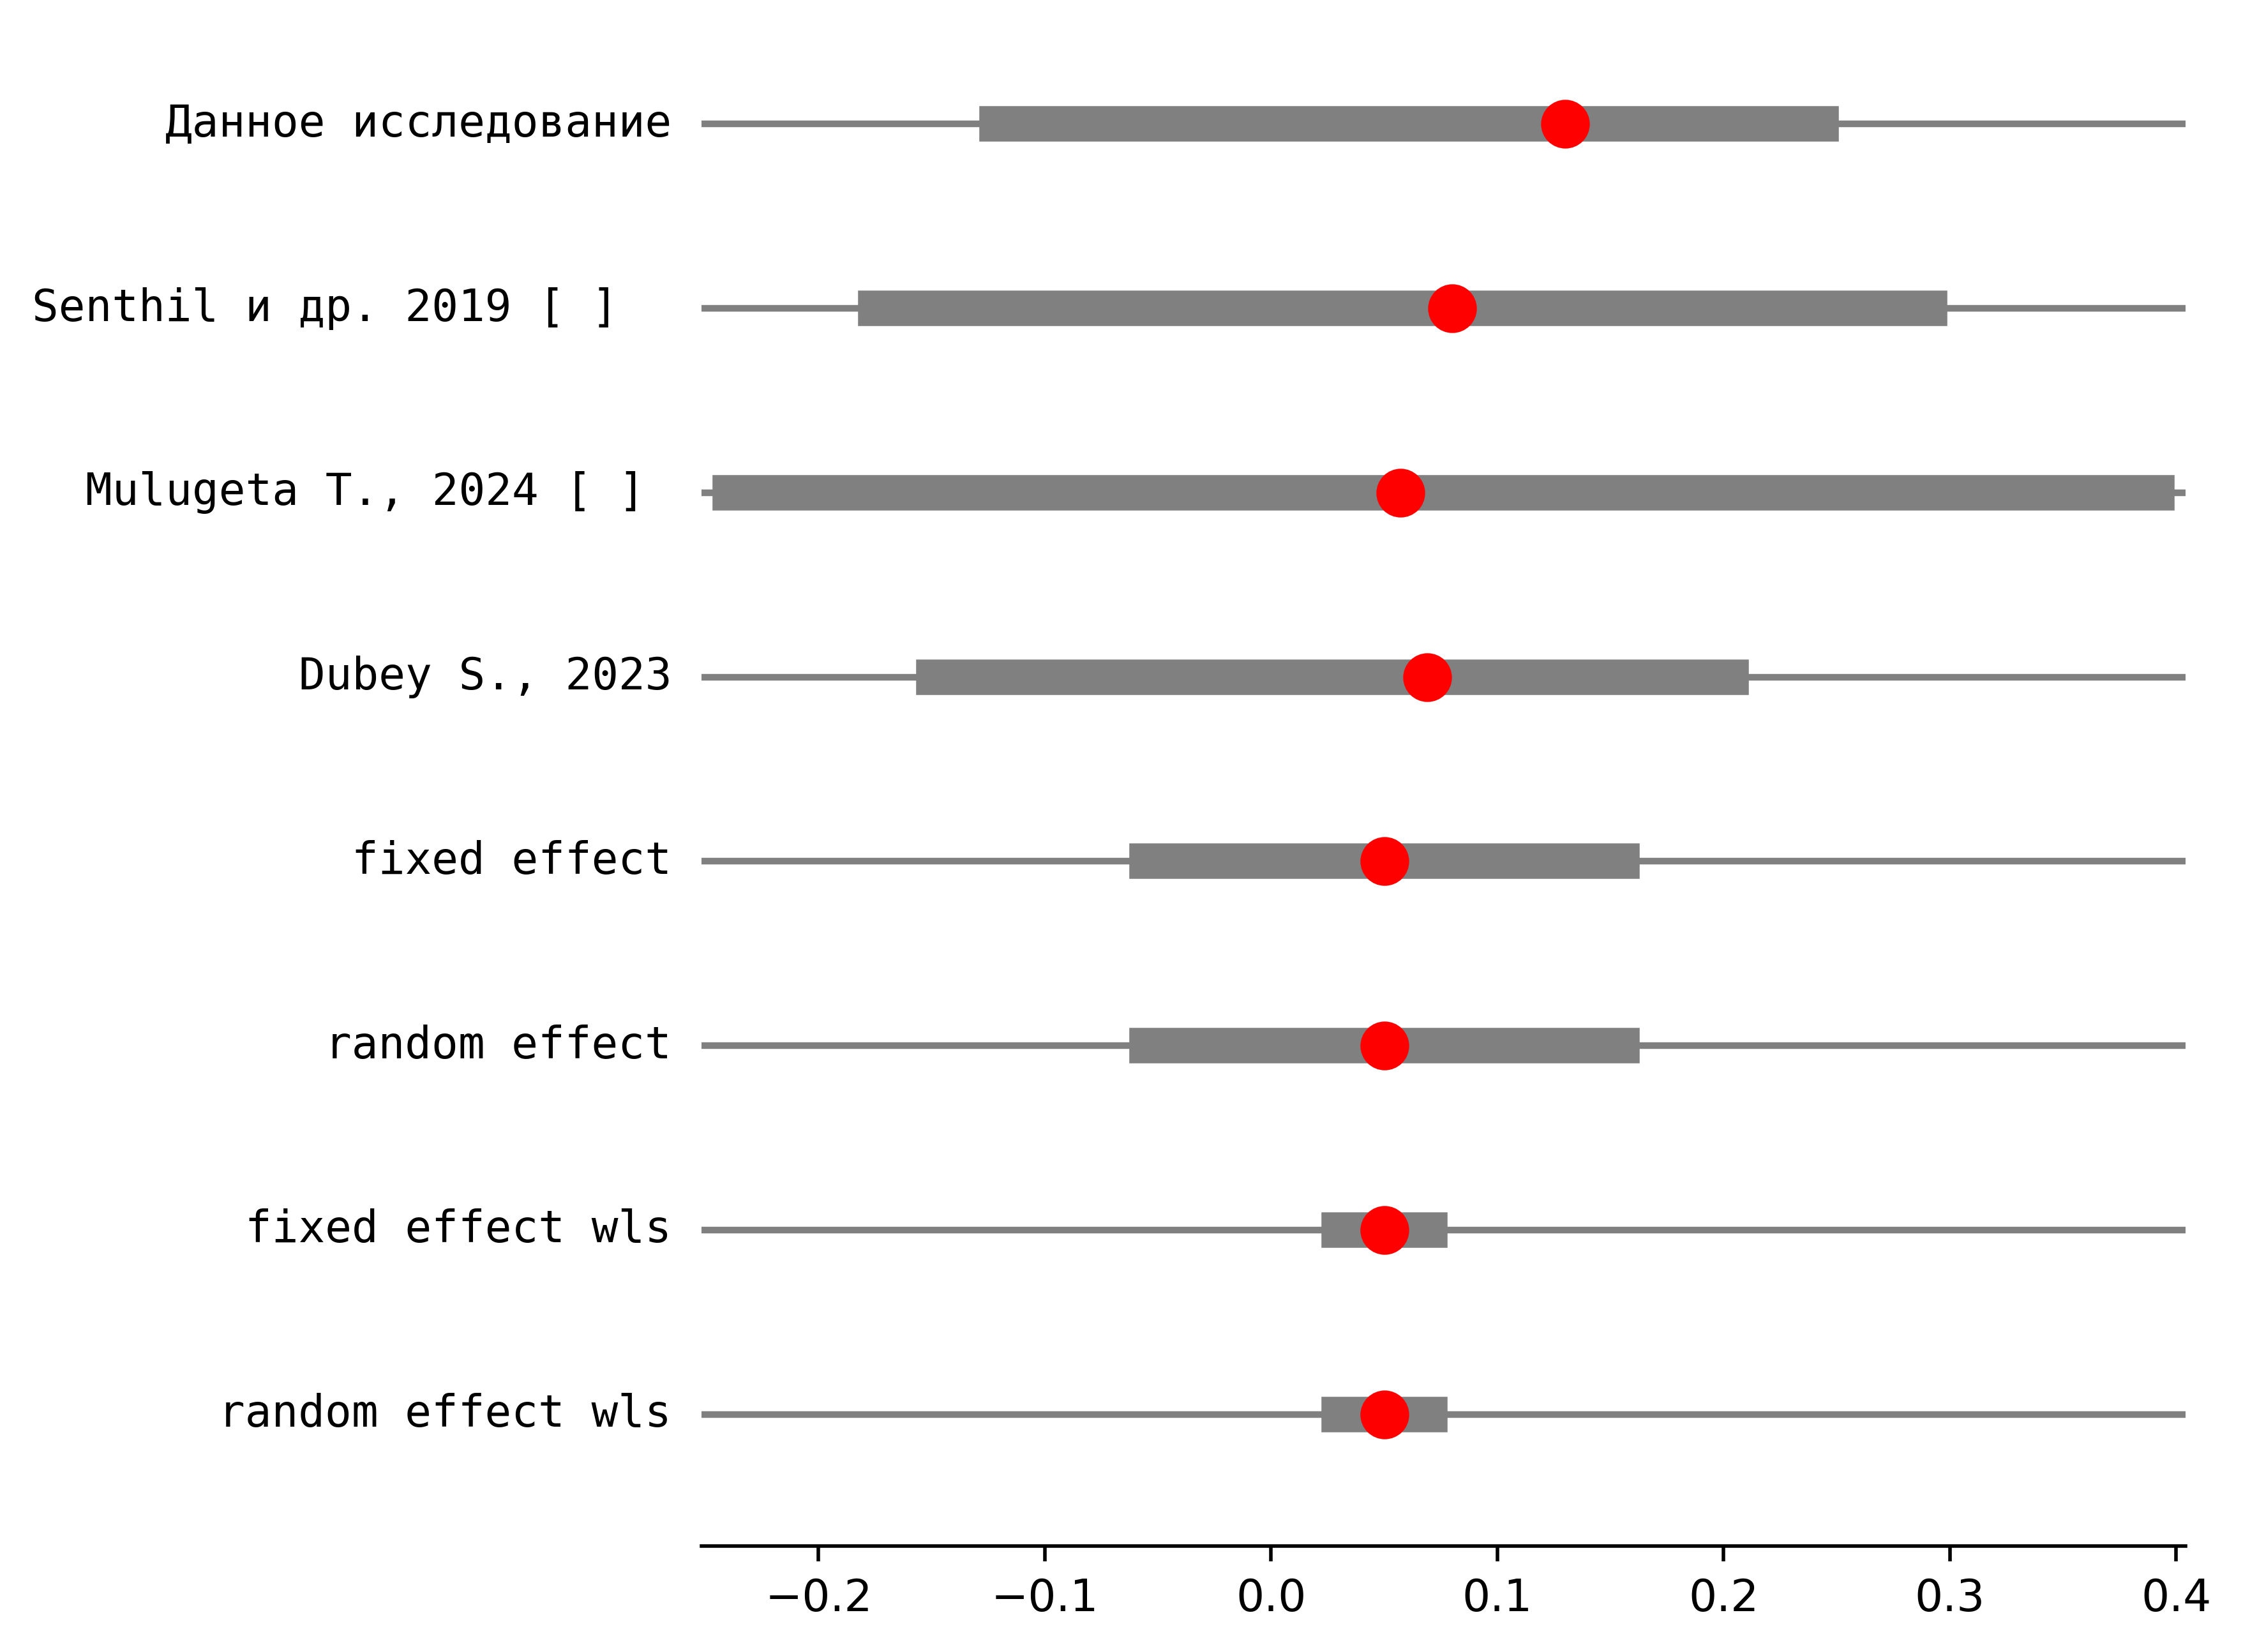 Данное исследование
Senthil и др. 2019 [ ]
Mulugeta T., 2024 [ ]
Dubey S., 2023
fixed effect
random effect
fixed effect wls
random effect wls
−0.2 −0.1 0.0 0.1 0.2 0.3 0.4